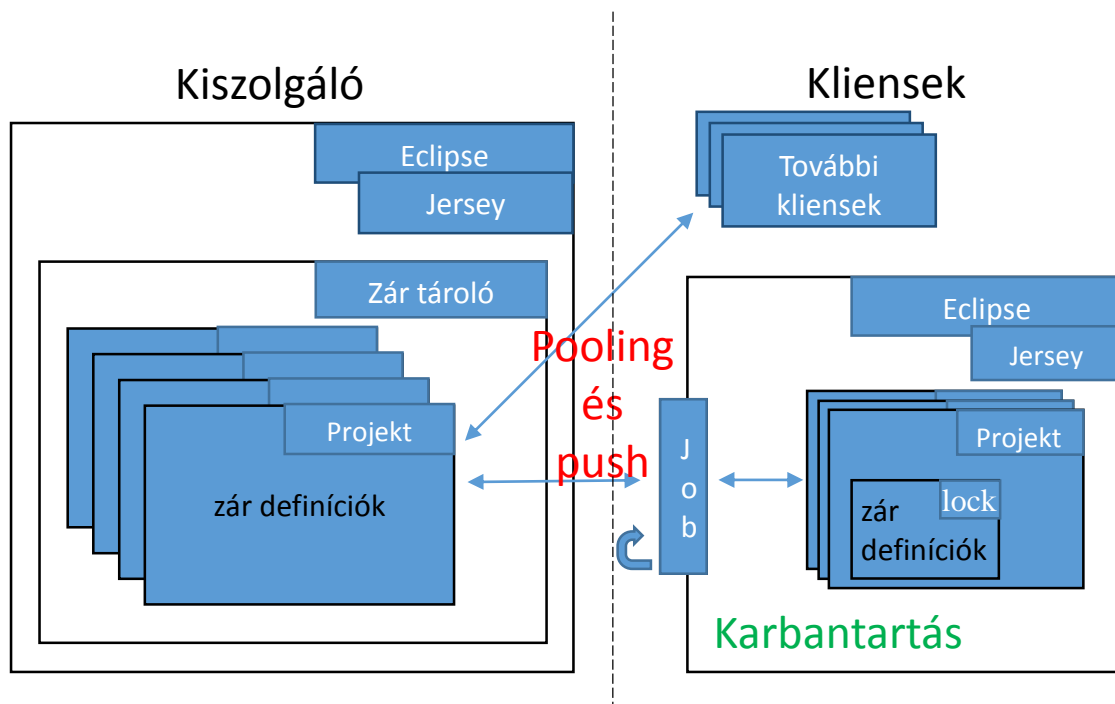 Kiszolgáló
Eclipse
Jersey
Zár tároló
Projekt
zár definíciók
Pooling
és
push
Kliensek
További
kliensek
Eclipse
Jersey
J
o
b
Projekt
lock
zár
definíciók
Karbantartás